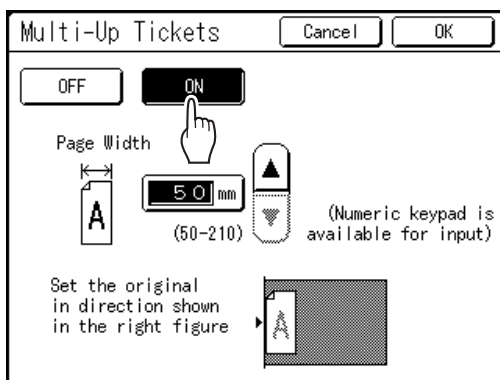 Multi-Up Tickets
Cancel
OK
OFF
ON
Page Width
A
50 mm
(50-210)
(Numeric keypad is
available for input)
Set the original
in direction shown
in the right figure
A